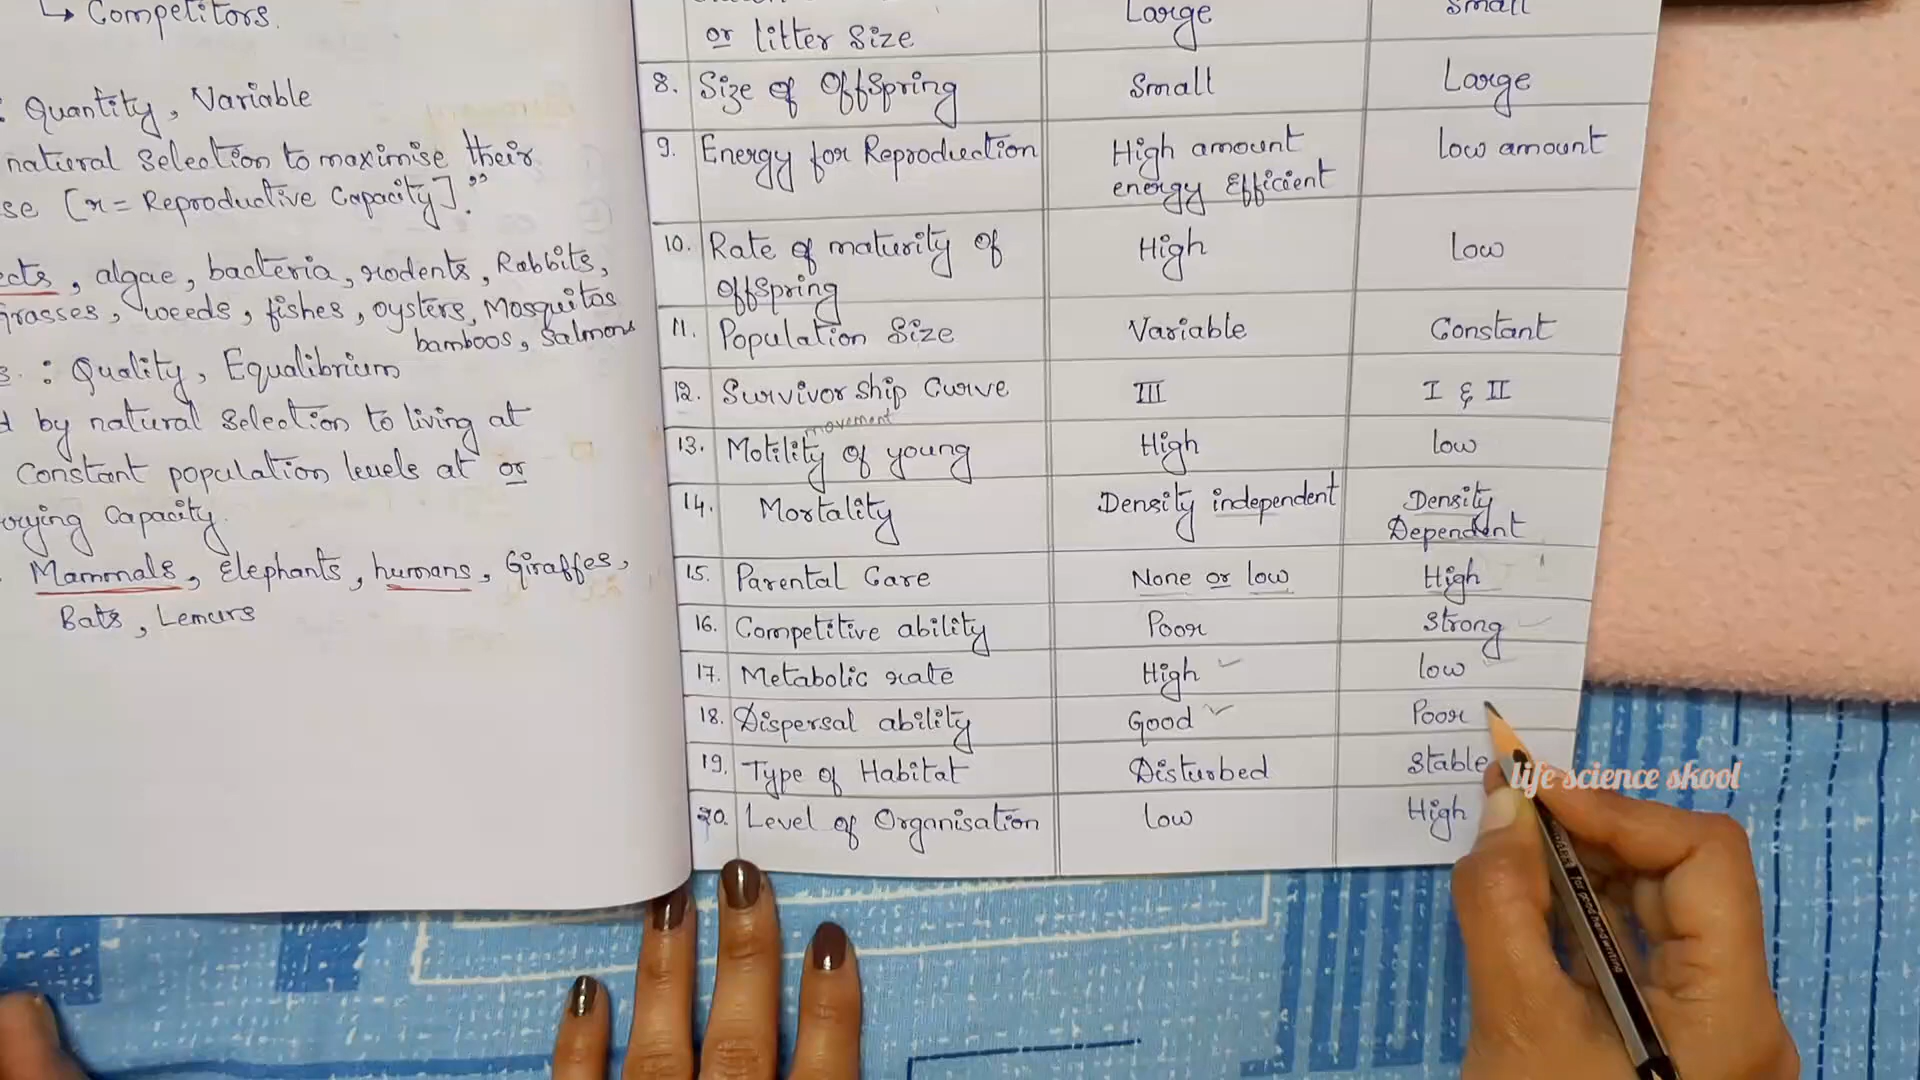 ↳ Competitors.
: Quantity, Variable
natural Selection to maximise their
se [r = Reproductive Capacity]."
ects, algae, bacteria, rodents, Rabbits,
grasses, weeds, fishes, oysters, Mosquitos
bamboos, Salmons
s. : Quality, Equalibrium
d by natural Selection to living at
Constant population levels at or
rying Capacity.
Mammals, Elephants, humans, Giraffes,
Bats, Lemurs
or litter Size Large Small
8. Size of Offspring Small Large
9. Energy for Reproduction High amount low amount
energy Efficient
10. Rate of maturity of High Low
Offspring
11. Population Size Variable Constant
12. Survivor ship Curve III I & II
movement
13. Motility of young High low
14. Mortality Density independent Density
Dependent
15. Parental Care None or low High
16. Competitive ability Poor Strong
17. Metabolic rate High low
18. Dispersal ability Good Poor
19. Type of Habitat Disturbed Stable
20. Level of Organisation Low High
life science skool
for good handwriting